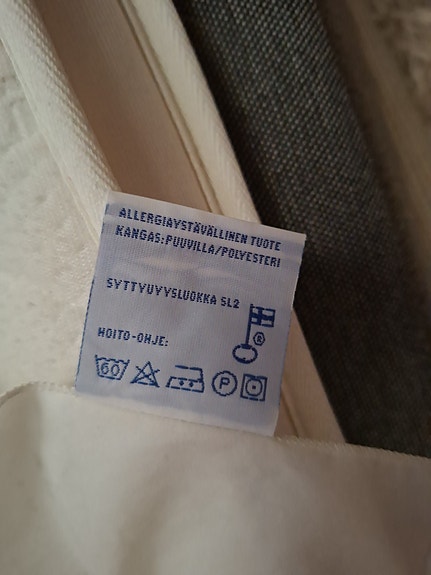 ALLERGIAYSTÄVÄLLINEN TUOTE
KANGAS:PUUVILLA/POLYESTERI
SYTTYVYYSLUOKKA SL2
®
HOITO-OHJE:
60 P